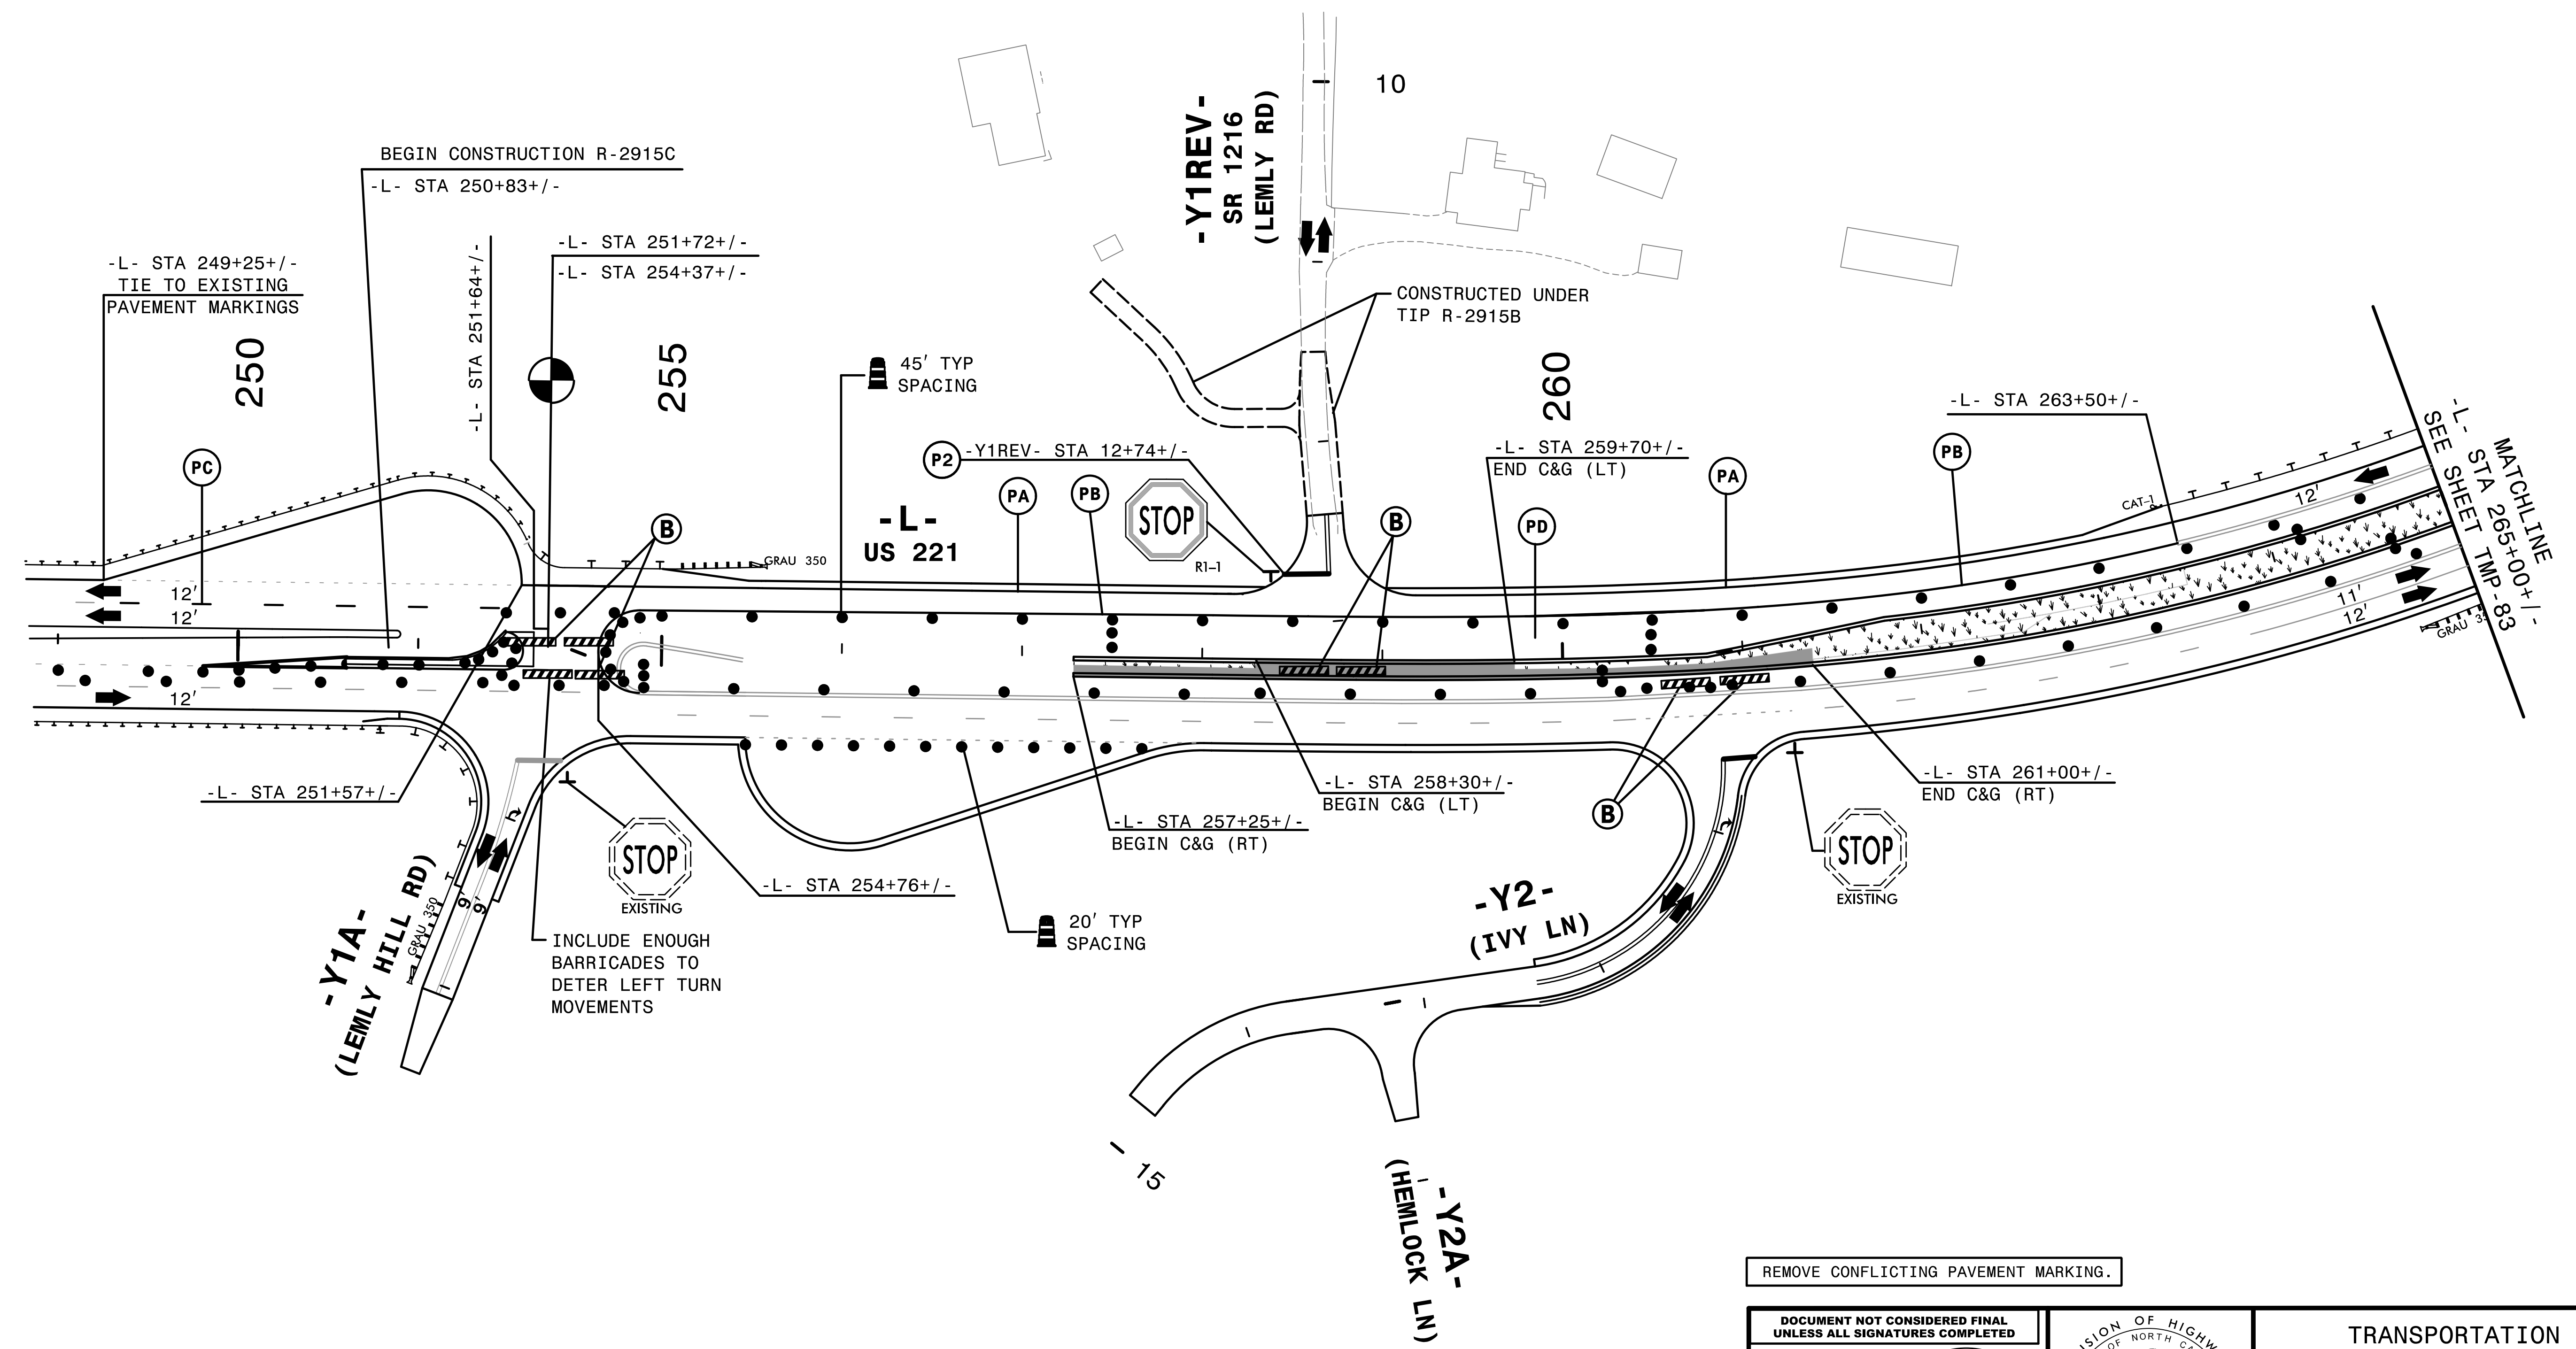 BEGIN CONSTRUCTION R-2915C
-L- STA 250+83+/-
-L- STA 249+25+/-
TIE TO EXISTING
PAVEMENT MARKINGS
250
-L- STA 251+64+/-
-L- STA 251+72+/-
-L- STA 254+37+/-
255
45' TYP
SPACING
-Y1REV-
SR 1216
(LEMLY RD)
10
CONSTRUCTED UNDER
TIP R-2915B
260
-L- STA 263+50+/-
MATCHLINE
-L- STA 265+00+/-
SEE SHEET TMP-83
PC
B
P2
-Y1REV- STA 12+74+/-
PA
PB
STOP
R1-1
-L-
US 221
GRAU 350
B
-L- STA 259+70+/-
END C&G (LT)
PD
PA
PB
CAT-1
12'
12'
12'
12'
11'
12'
-L- STA 251+57+/-
STOP
EXISTING
INCLUDE ENOUGH
BARRICADES TO
DETER LEFT TURN
MOVEMENTS
-L- STA 254+76+/-
20' TYP
SPACING
-L- STA 257+25+/-
BEGIN C&G (RT)
-L- STA 258+30+/-
BEGIN C&G (LT)
B
-L- STA 261+00+/-
END C&G (RT)
STOP
EXISTING
-Y1A-
(LEMLY HILL RD)
GRAU 350
9'
9'
-Y2-
(IVY LN)
15
-Y2A-
(HEMLOCK LN)
REMOVE CONFLICTING PAVEMENT MARKING.
DOCUMENT NOT CONSIDERED FINAL
UNLESS ALL SIGNATURES COMPLETED
OF HIGHW
OF NORTH
TRANSPORTATION